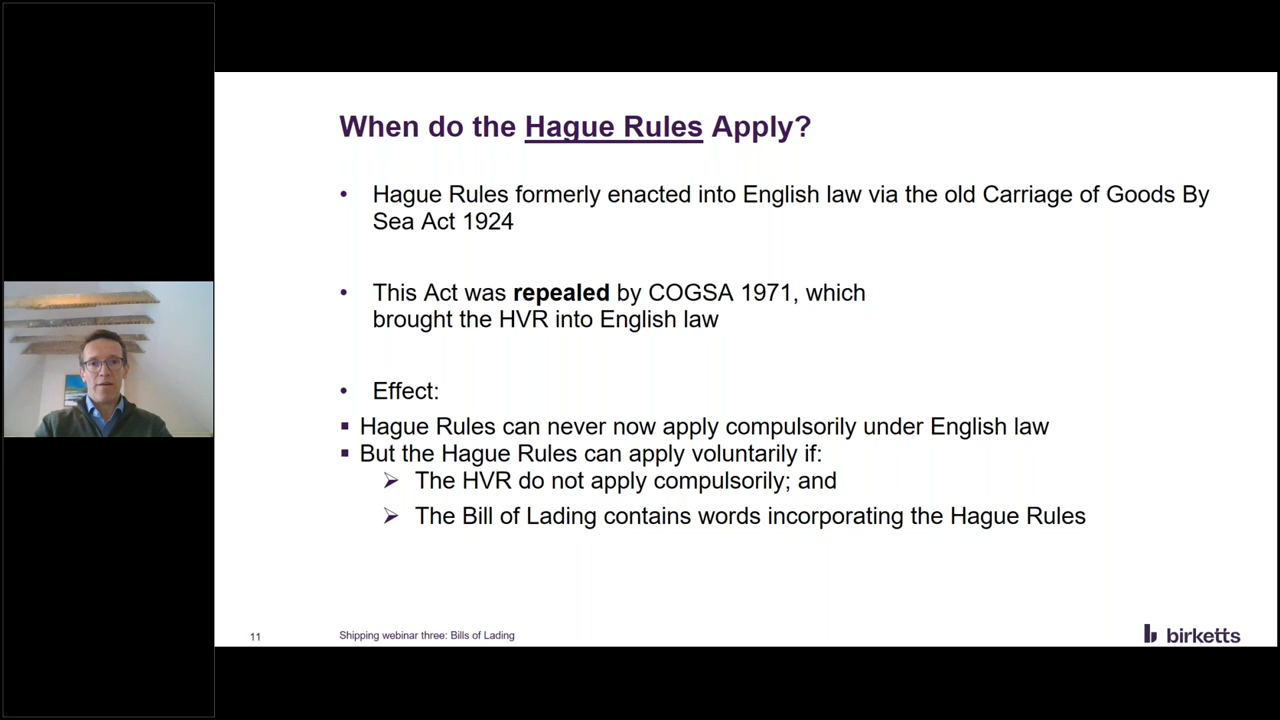 When do the Hague Rules Apply?
• Hague Rules formerly enacted into English law via the old Carriage of Goods By
Sea Act 1924
• This Act was repealed by COGSA 1971, which
brought the HVR into English law
• Effect:
▪ Hague Rules can never now apply compulsorily under English law
▪ But the Hague Rules can apply voluntarily if:
➢ The HVR do not apply compulsorily; and
➢ The Bill of Lading contains words incorporating the Hague Rules
11 Shipping webinar three: Bills of Lading
birketts